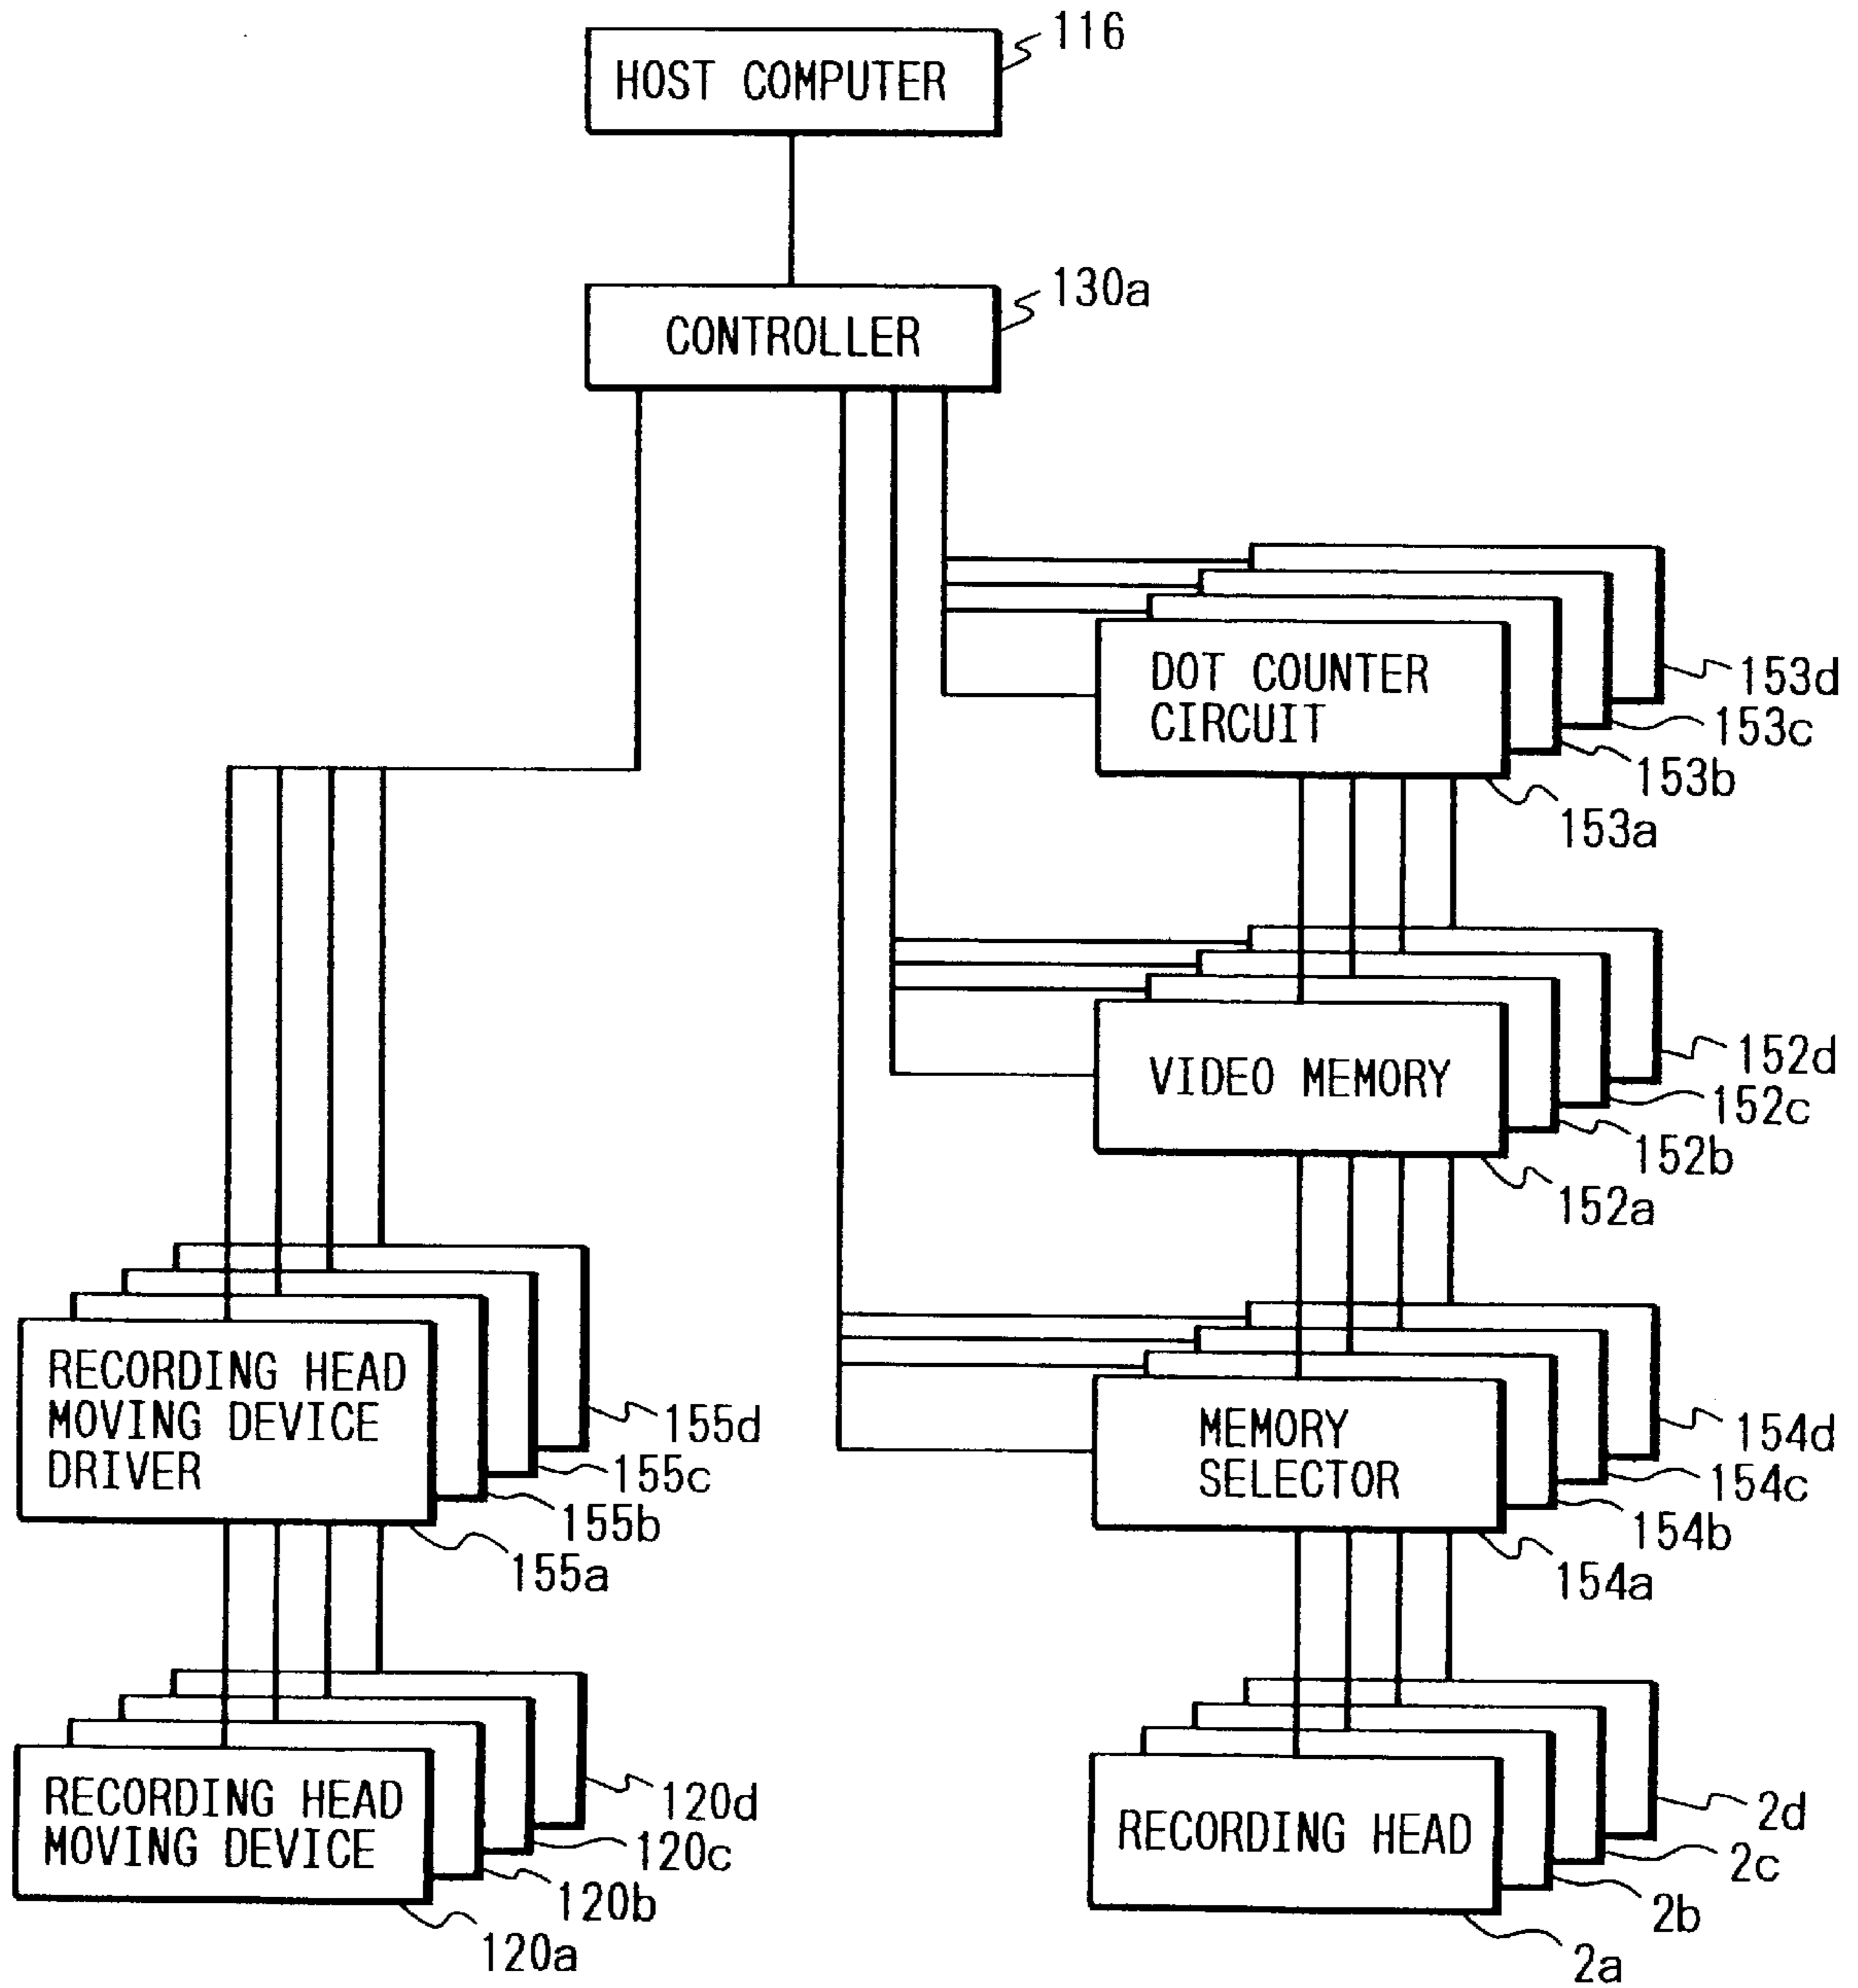 116
HOST COMPUTER
130a
CONTROLLER
DOT COUNTER
CIRCUIT
153d
153c
153b
153a
VIDEO MEMORY
152d
152c
152b
152a
RECORDING HEAD
MOVING DEVICE
DRIVER
155d
155c
155b
155a
MEMORY
SELECTOR
154d
154c
154b
154a
RECORDING HEAD
MOVING DEVICE
120d
120c
120b
120a
RECORDING HEAD
2d
2c
2b
2a